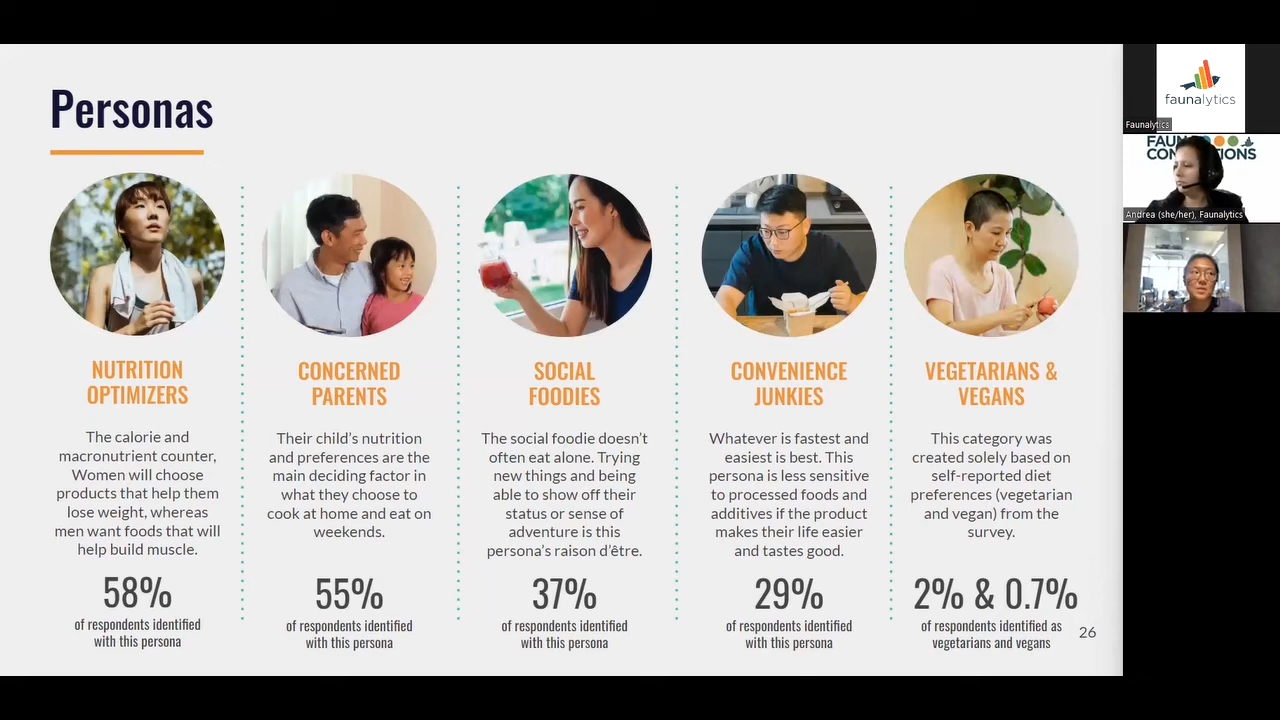 Personas
NUTRITION
OPTIMIZERS
The calorie and
macronutrient counter,
Women will choose
products that help them
lose weight, whereas
men want foods that will
help build muscle.
58%
of respondents identified
with this persona
CONCERNED
PARENTS
Their child's nutrition
and preferences are the
main deciding factor in
what they choose to
cook at home and eat on
weekends.
55%
of respondents identified
with this persona
SOCIAL
FOODIES
The social foodie doesn't
often eat alone. Trying
new things and being
able to show off their
status or sense of
adventure is this
persona's raison d'être.
37%
of respondents identified
with this persona
CONVENIENCE
JUNKIES
Whatever is fastest and
easiest is best. This
persona is less sensitive
to processed foods and
additives if the product
makes their life easier
and tastes good.
29%
of respondents identified
with this persona
VEGETARIANS &
VEGANS
This category was
created solely based on
self-reported diet
preferences (vegetarian
and vegan) from the
survey.
2% & 0.7%
of respondents identified as
vegetarians and vegans
26
faunalytics
Faunalytics
Andrea (she/her), Faunalytics